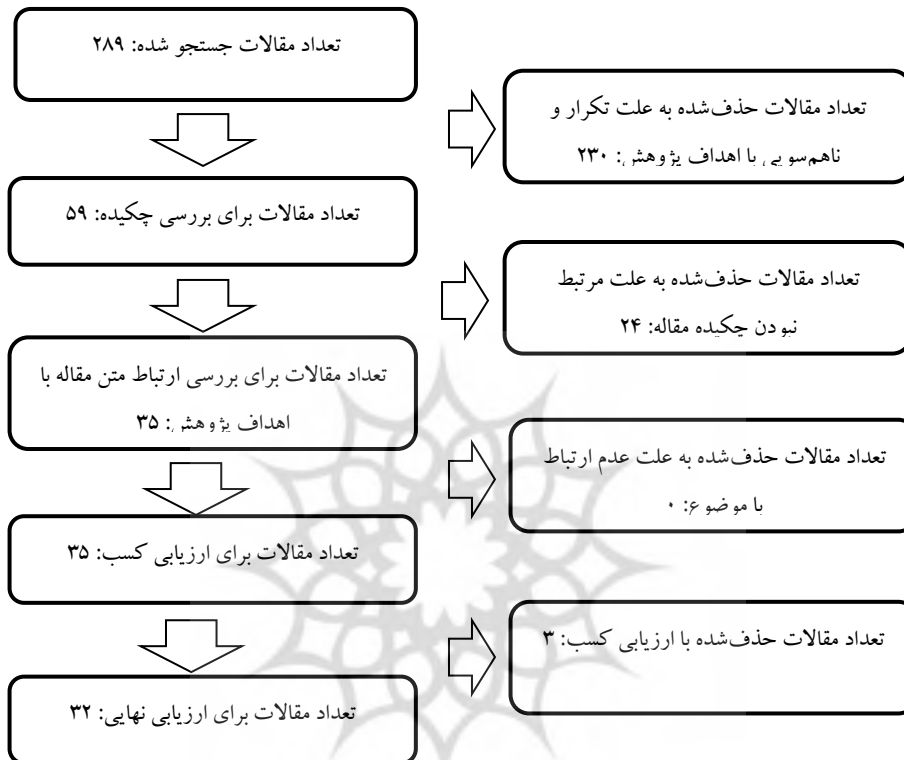 تعداد مقالات جستجو شده: ۲۸۹
تعداد مقالات حذف‌شده به علت تکرار و
ناهم‌سویی با اهداف پژوهش: ۲۳۰
تعداد مقالات برای بررسی چکیده: ۵۹
تعداد مقالات حذف‌شده به علت مرتبط
نبودن چکیده مقاله: ۲۴
تعداد مقالات برای بررسی ارتباط متن مقاله با
اهداف پژوهش: ۳۵
تعداد مقالات حذف‌شده به علت عدم ارتباط
با موضوع: ۰
تعداد مقالات برای ارزیابی کسب: ۳۵
تعداد مقالات حذف‌شده با ارزیابی کسب: ۳
تعداد مقالات برای ارزیابی نهایی: ۳۲